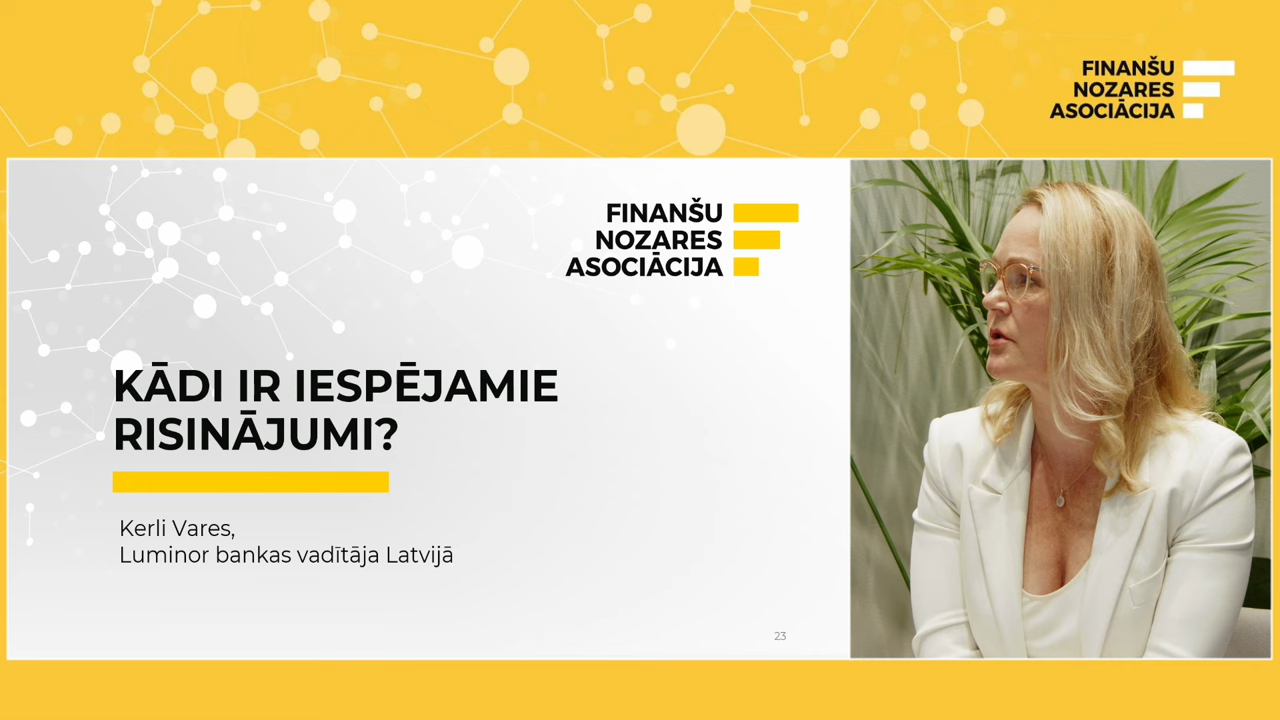 FINANŠU
NOZARES
ASOCIĀCIJA
FINANŠU
NOZARES
ASOCIĀCIJA
KĀDI IR IESPĒJAMIE
RISINĀJUMI?
Kerli Vares,
Luminor bankas vadītāja Latvijā
23